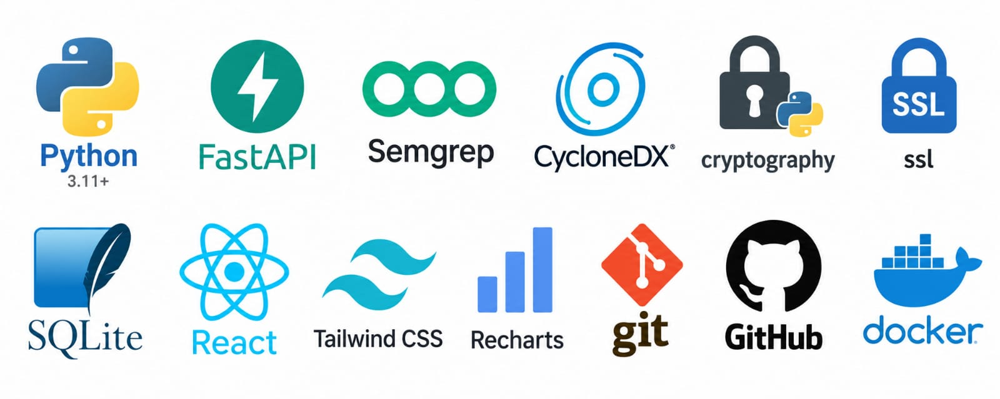 Python
3.11+
FastAPI
Semgrep
CycloneDX®
cryptography
SSL
ssl
SQLite
React
Tailwind CSS
Recharts
git
GitHub
docker